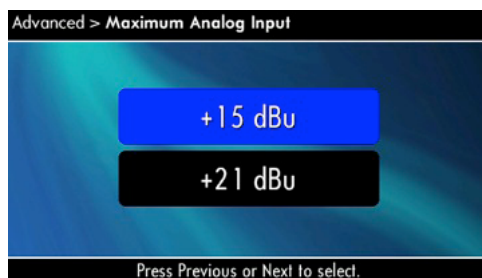 Advanced > Maximum Analog Input
+15 dBu
+21 dBu
Press Previous or Next to select.